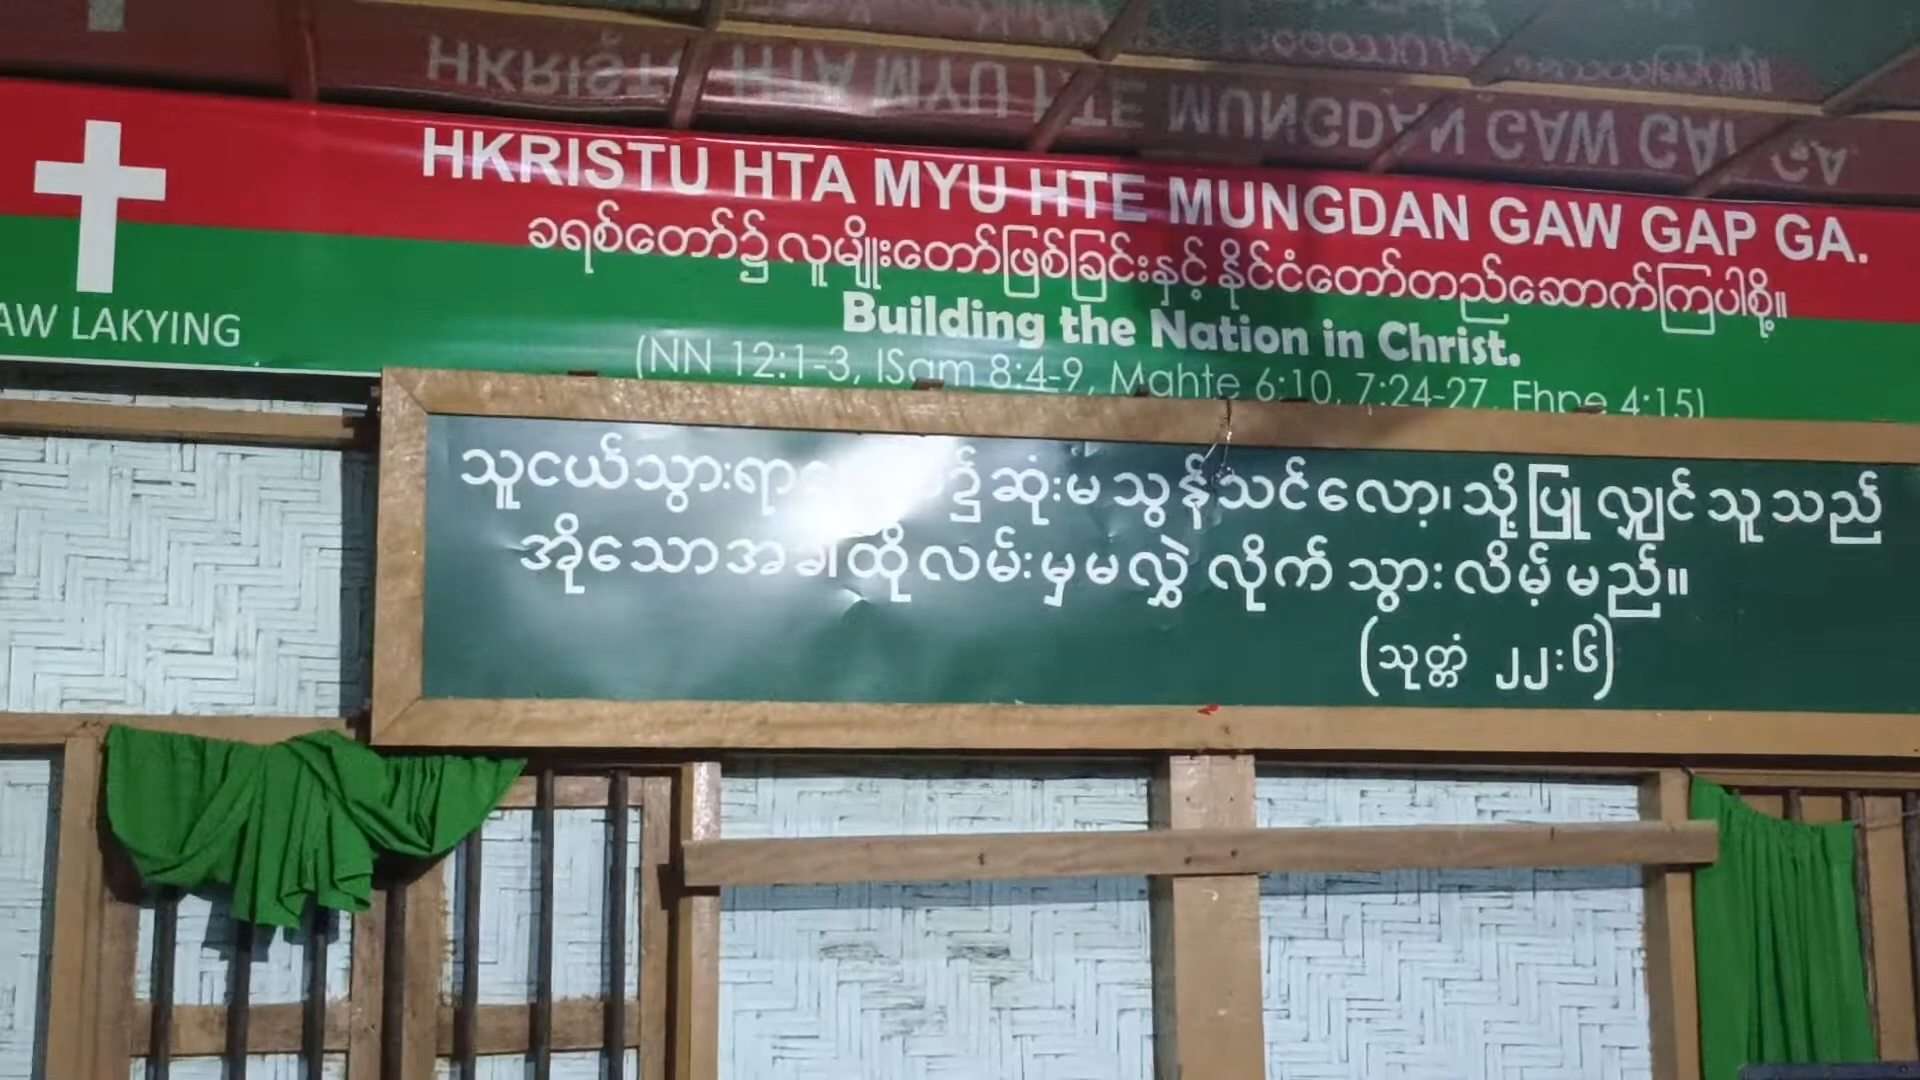 HKRISTU HTA MYU HTE MUNGDAN GAW GAP GA.
ခရစ်တော်၌ လူမျိုးတော်ဖြစ်ခြင်းနှင့် နိုင်ငံတော်တည်ဆောက်ကြပါစို့။
Building the Nation in Christ.
(NN 12:1-3, ISam 8:4-9, Mahte 6:10, 7:24-27, Ehpe 4:15)
LAKYING
သူငယ်သွားရာ ဆုံးမသွန်သင်လော့၊ သို့ပြုလျှင် သူသည်
အိုသောအခါထိုလမ်းမှမလွှဲ လိုက်သွားလိမ့်မည်။
(သုတ္တံ ၂၂:၆)